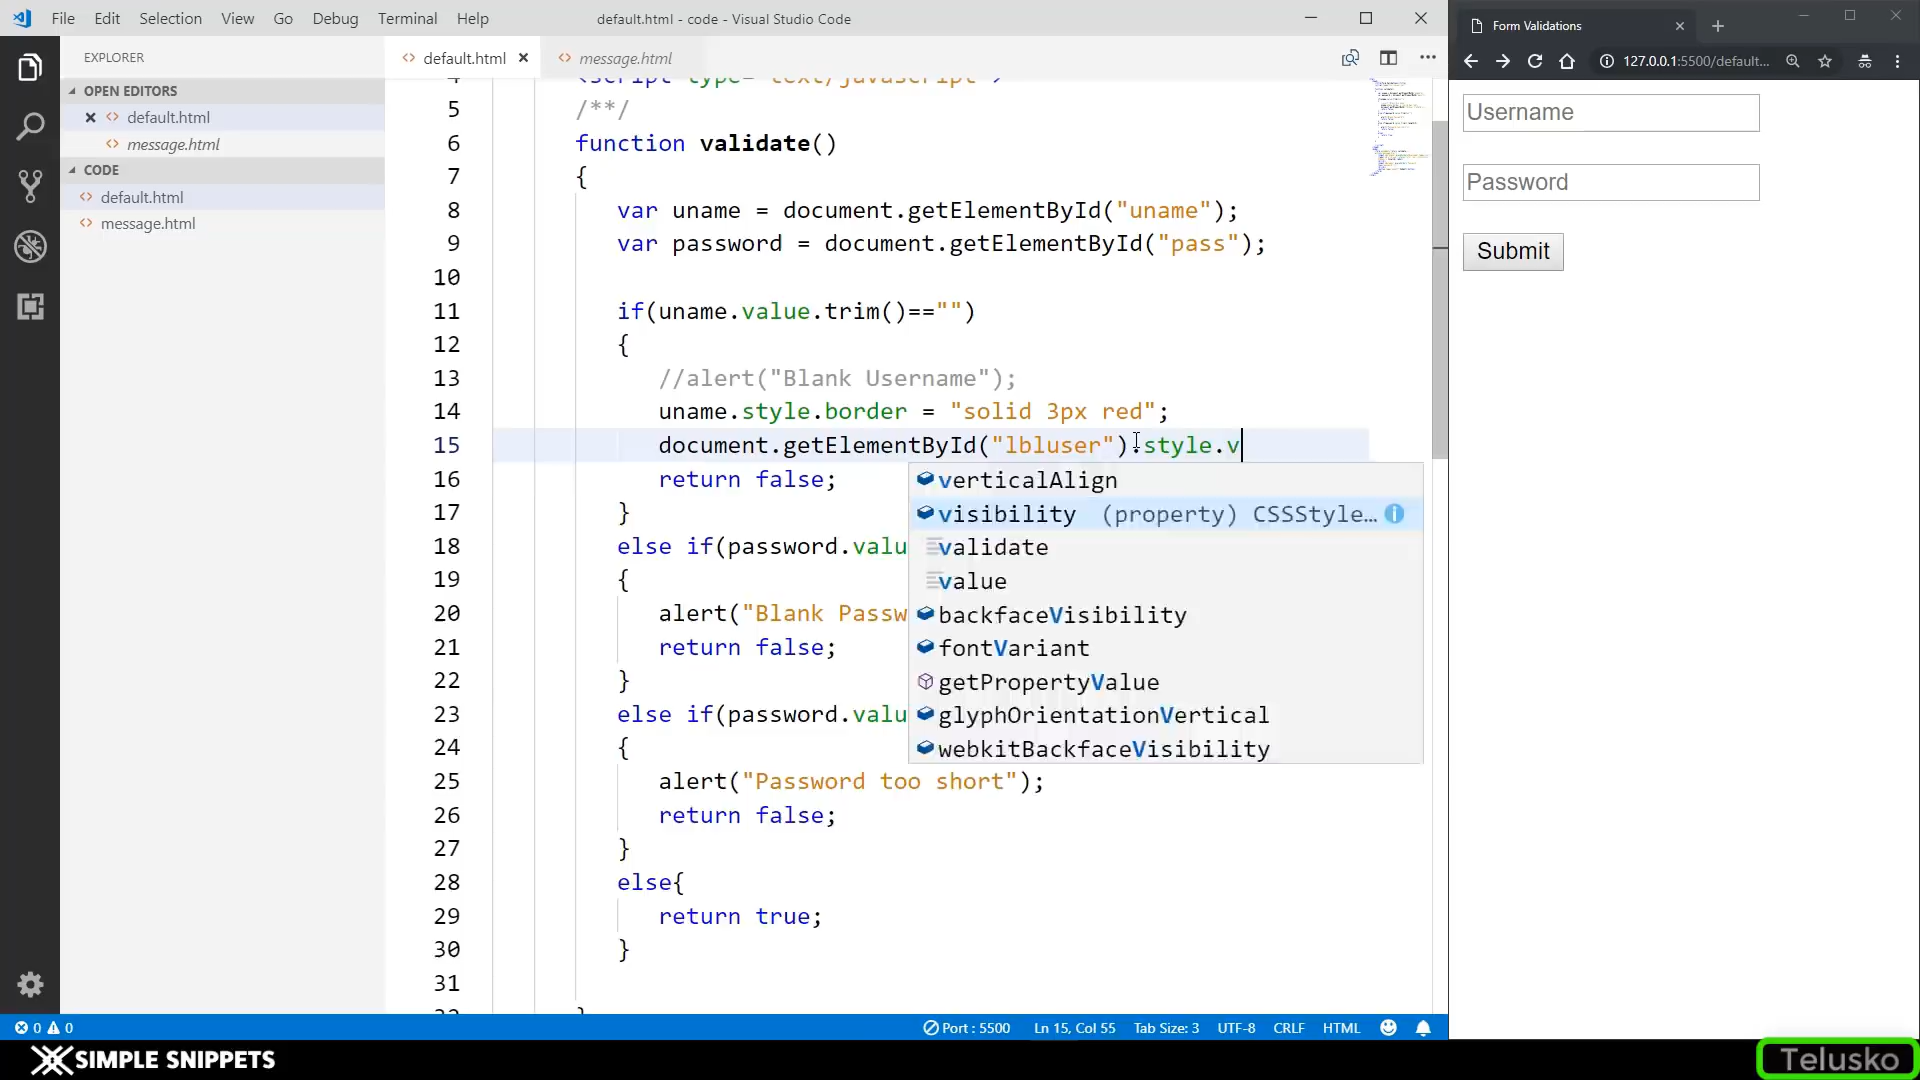 File Edit Selection View Go Debug Terminal Help
default.html - code - Visual Studio Code
EXPLORER
OPEN EDITORS
default.html
message.html
CODE
default.html
message.html
default.html
message.html
4 <script type="text/javascript">
5 /**/
6 function validate()
7 {
8 var uname = document.getElementById("uname");
9 var password = document.getElementById("pass");
10
11 if(uname.value.trim()=="")
12 {
13 //alert("Blank Username");
14 uname.style.border = "solid 3px red";
15 document.getElementById("lbluser").style.v
16 return false;
17 }
18 else if(password.valu
19 {
20 alert("Blank Passw
21 return false;
22 }
23 else if(password.valu
24 {
25 alert("Password too short");
26 return false;
27 }
28 else{
29 return true;
30 }
31
32 }
verticalAlign
visibility (property) CSSStyle…
validate
value
backfaceVisibility
fontVariant
getPropertyValue
glyphOrientationVertical
webkitBackfaceVisibility
0 0
Port : 5500 Ln 15, Col 55 Tab Size: 3 UTF-8 CRLF HTML
Form Validations
127.0.0.1:5500/default...
Username
Password
Submit
SIMPLE SNIPPETS
Telusko